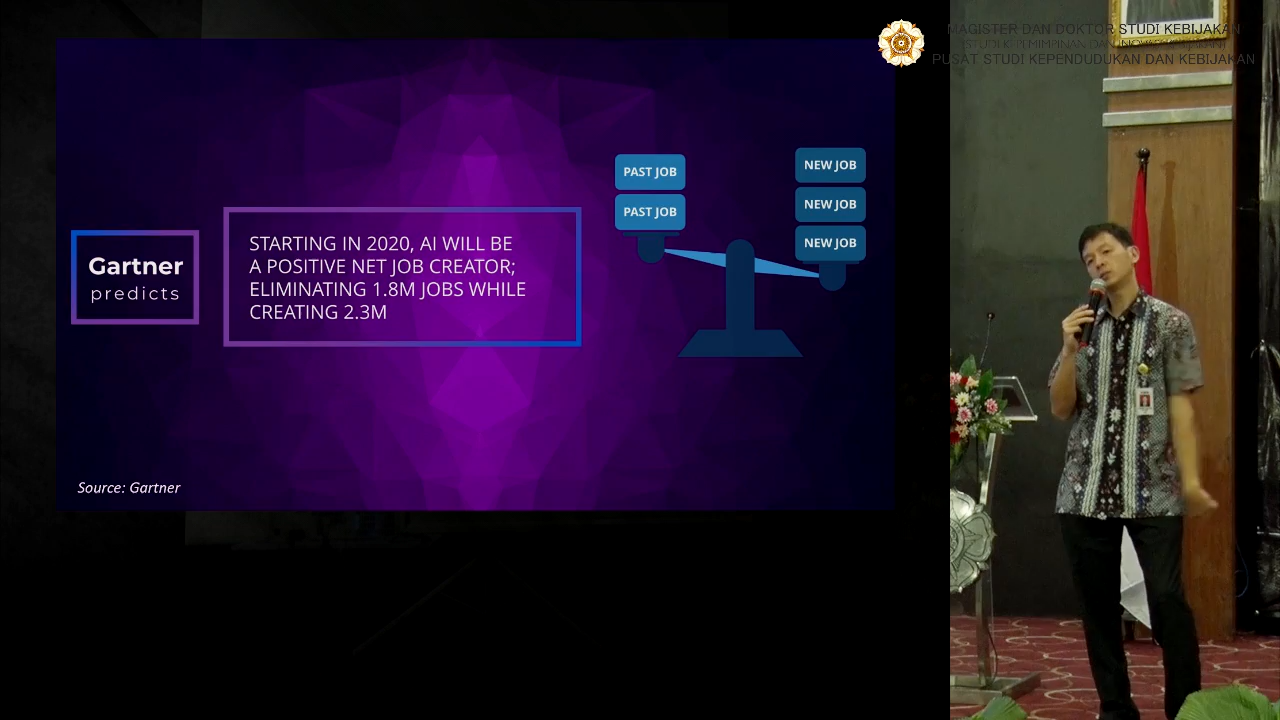 MAGISTER DAN DOKTOR STUDI KEBIJAKAN
PUSAT STUDI KEPENDUDUKAN DAN KEBIJAKAN
PAST JOB
PAST JOB
NEW JOB
NEW JOB
NEW JOB
Gartner
predicts
STARTING IN 2020, AI WILL BE
A POSITIVE NET JOB CREATOR;
ELIMINATING 1.8M JOBS WHILE
CREATING 2.3M
Source: Gartner